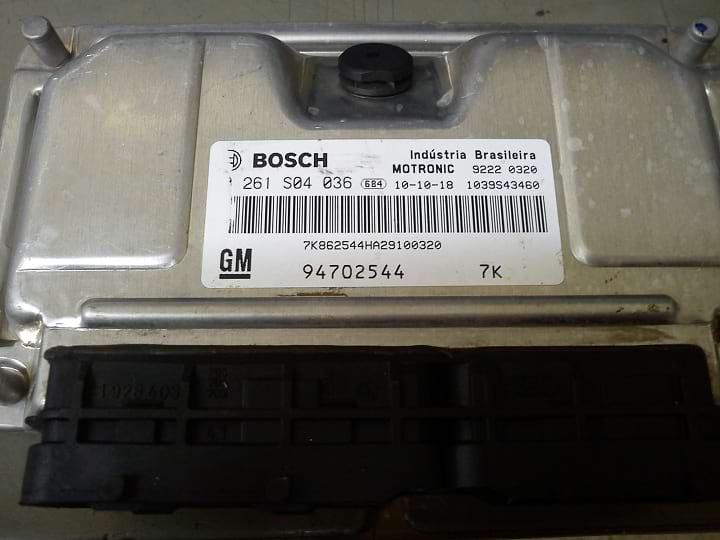 BOSCH
Indústria Brasileira
MOTRONIC 9222 0320
261 S04 036 684 10-10-18 1039S43460
7K862544HA29100320
GM 94702544 7K
1928403